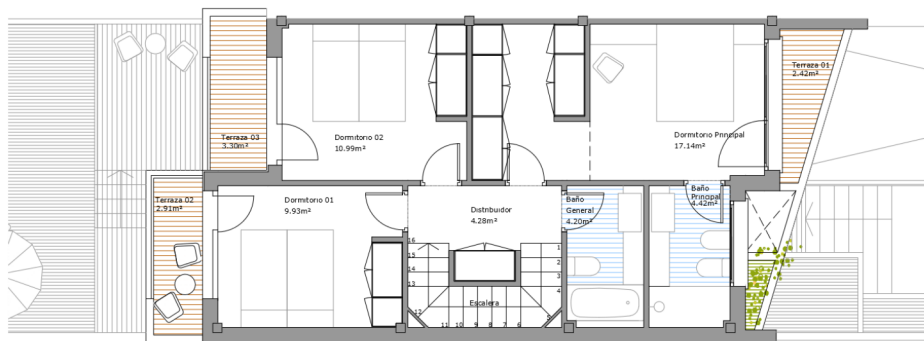 Terraza 01
2.42m²
Terraza 03
3.30m²
Dormitorio 02
10.99m²
Dormitorio Principal
17.14m²
Terraza 02
2.91m²
Dormitorio 01
9.93m²
Distribuidor
4.28m²
Baño
General
4.20m²
Baño
Principal
4.42m²
16
15
14
13
12
11
10
9
8
7
6
5
4
3
2
1
Escalera